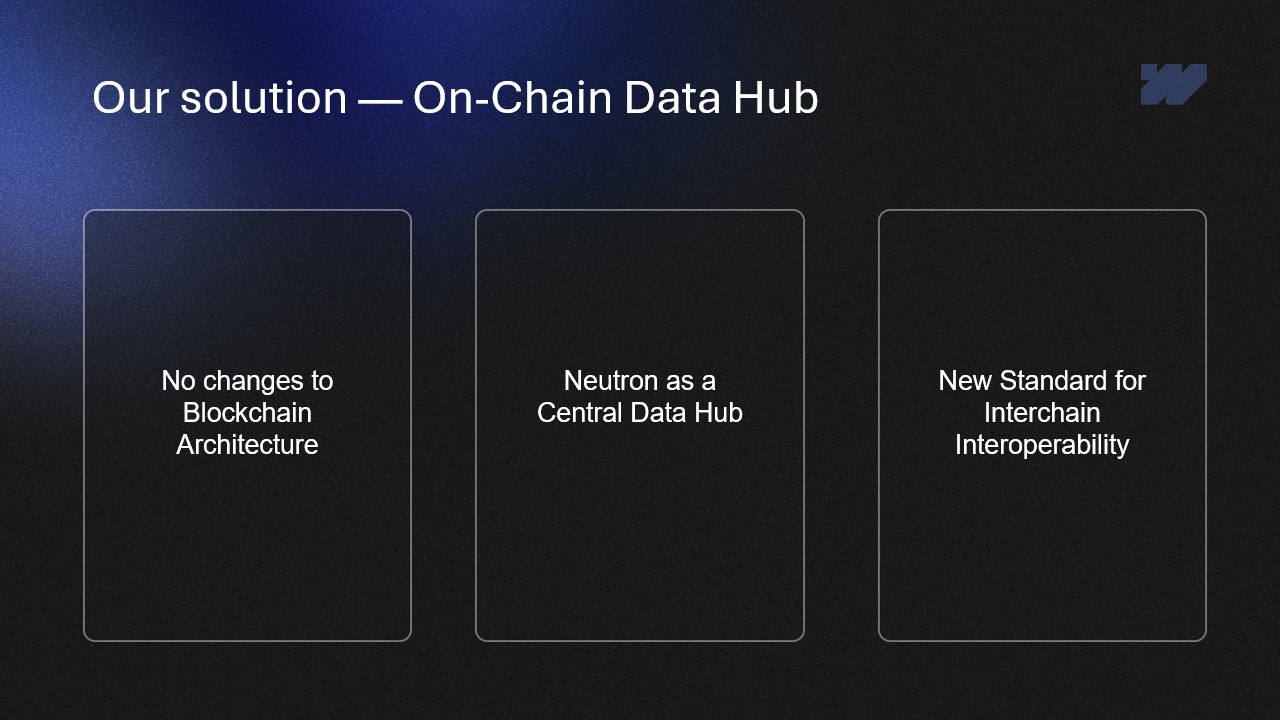 Our solution — On-Chain Data Hub
No changes to
Blockchain
Architecture
Neutron as a
Central Data Hub
New Standard for
Interchain
Interoperability